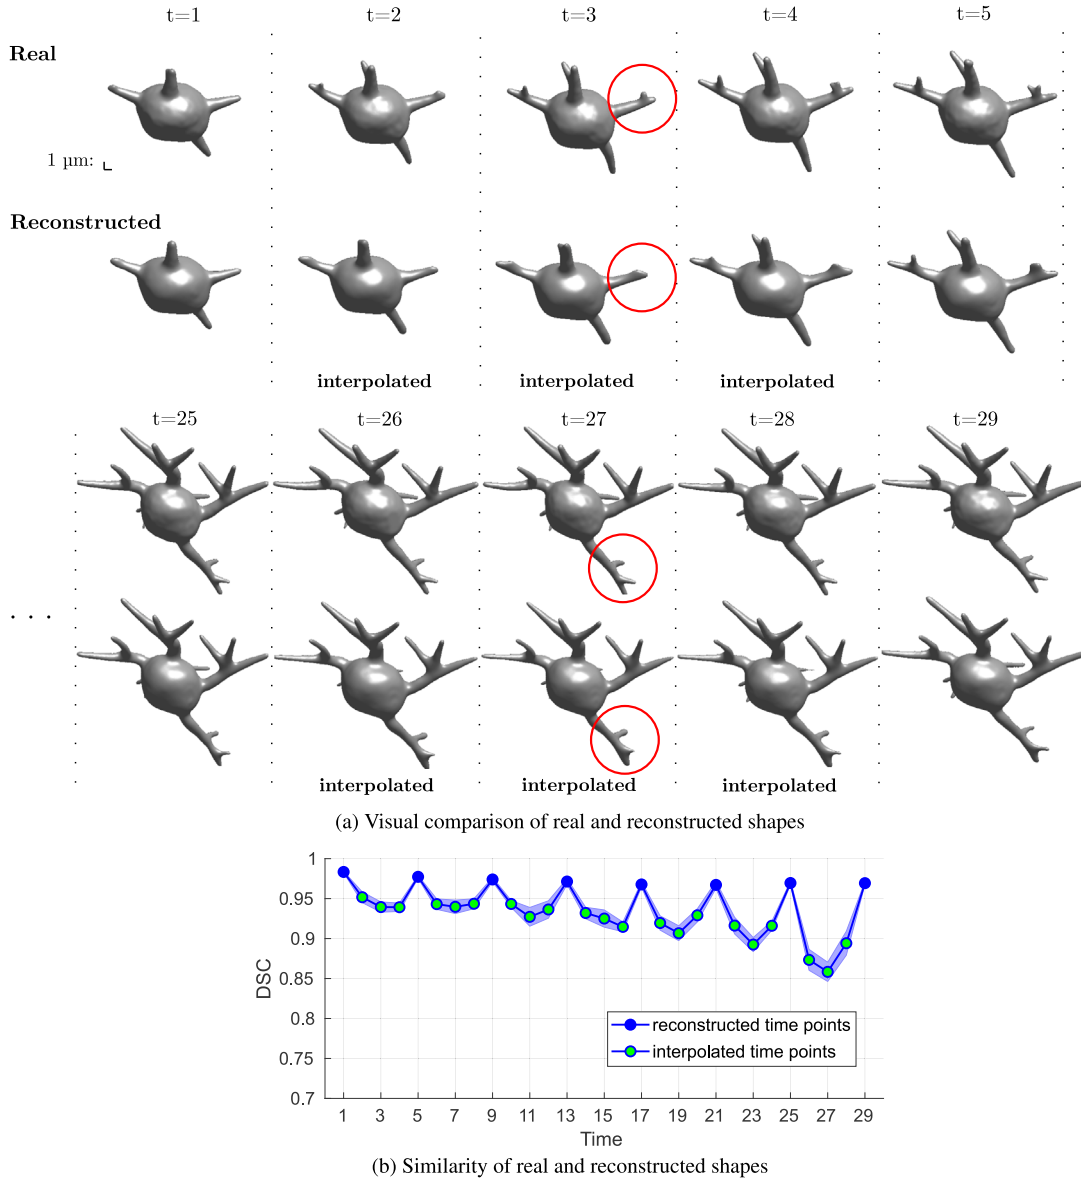 t=1 t=2 t=3 t=4 t=5
Real
1 µm:
Reconstructed
interpolated interpolated interpolated
t=25 t=26 t=27 t=28 t=29
. . .
interpolated interpolated interpolated
(a) Visual comparison of real and reconstructed shapes
1
0.95
0.9
0.85
0.8
0.75
0.7
DSC
reconstructed time points
interpolated time points
1 3 5 7 9 11 13 15 17 19 21 23 25 27 29
Time
(b) Similarity of real and reconstructed shapes